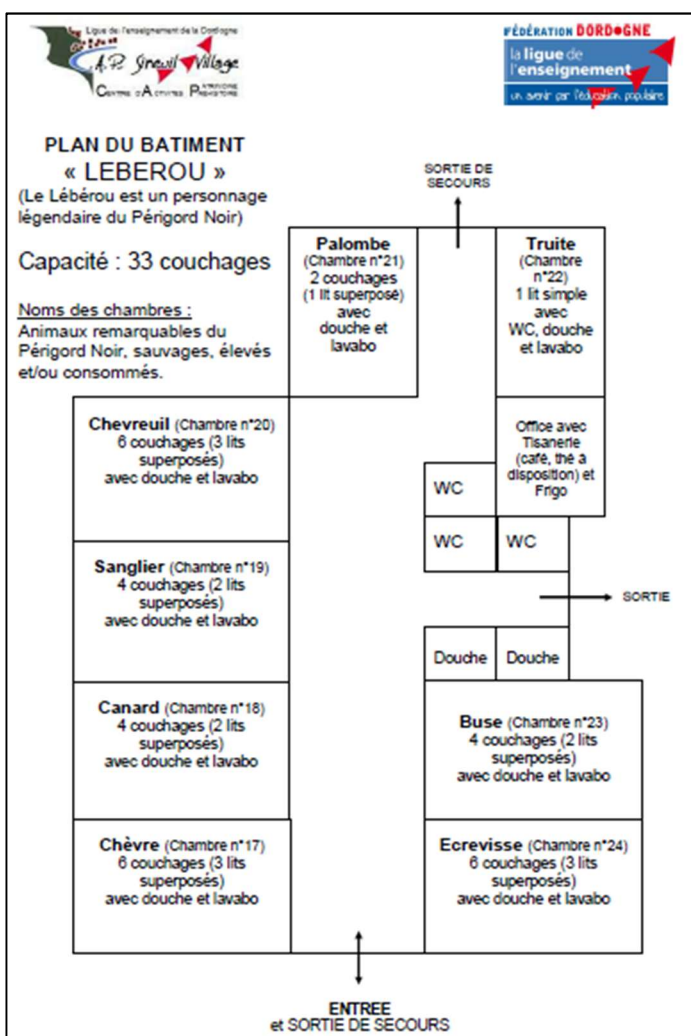 Ligue de l'enseignement de la Dordogne
A.P. Sireuil Village
CENTRE D'ACTIVITES PATRIMOINE
PREHISTOIRE
FÉDÉRATION DORDOGNE
la ligue de
l'enseignement
un avenir par l'éducation populaire
PLAN DU BATIMENT
« LEBEROU »
(Le Lébérou est un personnage
légendaire du Périgord Noir)
Capacité : 33 couchages
Noms des chambres :
Animaux remarquables du
Périgord Noir, sauvages, élevés
et/ou consommés.
SORTIE DE
SECOURS
Palombe
(Chambre n°21)
2 couchages
(1 lit superposé)
avec
douche et
lavabo
Truite
(Chambre
n°22)
1 lit simple
avec
WC, douche
et lavabo
Chevreuil (Chambre n°20)
6 couchages (3 lits
superposés)
avec douche et lavabo
Office avec
Tisanerie
(café, thé à
disposition) et
Frigo
WC
WC
WC
Sanglier (Chambre n°19)
4 couchages (2 lits
superposés)
avec douche et lavabo
SORTIE
Douche
Douche
Canard (Chambre n°18)
4 couchages (2 lits
superposés)
avec douche et lavabo
Buse (Chambre n°23)
4 couchages (2 lits
superposés)
avec douche et lavabo
Chèvre (Chambre n°17)
6 couchages (3 lits
superposés)
avec douche et lavabo
Ecrevisse (Chambre n°24)
6 couchages (3 lits
superposés)
avec douche et lavabo
ENTREE
et SORTIE DE SECOURS